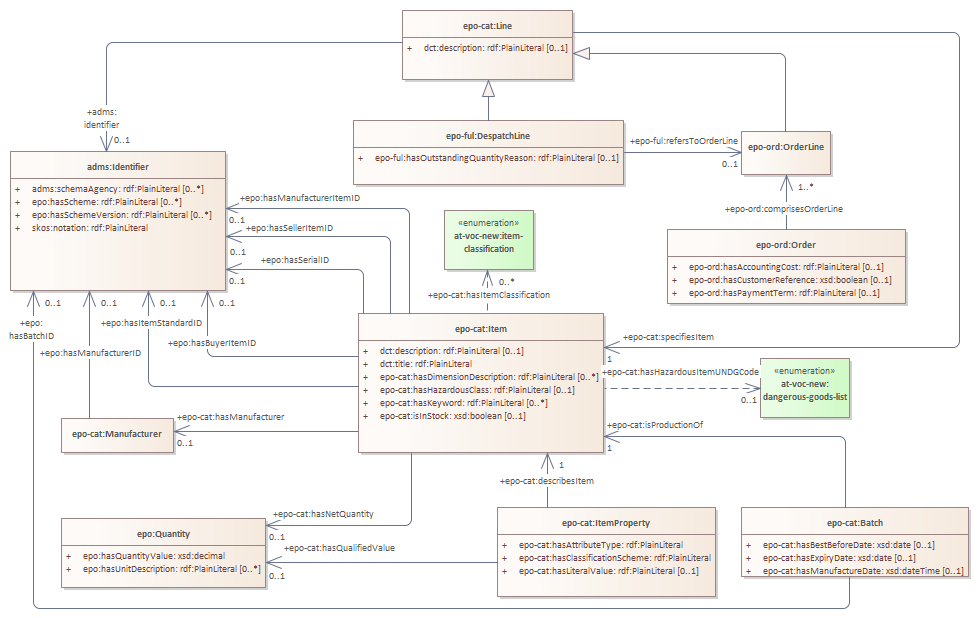 epo-cat:Line
+ dct:description: rdf:PlainLiteral [0..1]
+adms:
identifier
0..1
epo-ful:DespatchLine
+ epo-ful:hasOutstandingQuantityReason: rdf:PlainLiteral [0..1]
+epo-ful:refersToOrderLine
0..1
epo-ord:OrderLine
1..*
+epo-ord:comprisesOrderLine
adms:Identifier
+ adms:schemaAgency: rdf:PlainLiteral [0..*]
+ epo:hasScheme: rdf:PlainLiteral [0..*]
+ epo:hasSchemeVersion: rdf:PlainLiteral [0..*]
+ skos:notation: rdf:PlainLiteral
+epo:hasManufacturerItemID
0..1
+epo:hasSellerItemID
0..1
+epo:hasSerialID
0..1
«enumeration»
at-voc-new:item-
classification
0..*
+epo-cat:hasItemClassification
epo-ord:Order
+ epo-ord:hasAccountingCost: rdf:PlainLiteral [0..1]
+ epo-ord:hasCustomerReference: xsd:boolean [0..1]
+ epo-ord:hasPaymentTerm: rdf:PlainLiteral [0..1]
0..1
+epo:
hasBatchID
0..1
+epo:hasManufacturerID
0..1
+epo:hasItemStandardID
0..1
+epo:hasBuyerItemID
epo-cat:Item
+ dct:description: rdf:PlainLiteral [0..1]
+ dct:title: rdf:PlainLiteral
+ epo-cat:hasDimensionDescription: rdf:PlainLiteral [0..*]
+ epo-cat:hasHazardousClass: rdf:PlainLiteral [0..1]
+ epo-cat:hasKeyword: rdf:PlainLiteral [0..*]
+ epo-cat:isInStock: xsd:boolean [0..1]
+epo-cat:specifiesItem
1
+epo-cat:hasHazardousItemUNDGCode
0..1
«enumeration»
at-voc-new:
dangerous-goods-list
epo-cat:Manufacturer
+epo-cat:hasManufacturer
0..1
+epo-cat:isProductionOf
1
1
+epo-cat:describesItem
epo:Quantity
+ epo:hasQuantityValue: xsd:decimal
+ epo:hasUnitDescription: rdf:PlainLiteral [0..*]
+epo-cat:hasNetQuantity
0..1
+epo-cat:hasQualifiedValue
0..1
epo-cat:ItemProperty
+ epo-cat:hasAttributeType: rdf:PlainLiteral
+ epo-cat:hasClassificationScheme: rdf:PlainLiteral
+ epo-cat:hasLiteralValue: rdf:PlainLiteral [0..1]
epo-cat:Batch
+ epo-cat:hasBestBeforeDate: xsd:date [0..1]
+ epo-cat:hasExpiryDate: xsd:date [0..1]
+ epo-cat:hasManufactureDate: xsd:dateTime [0..1]